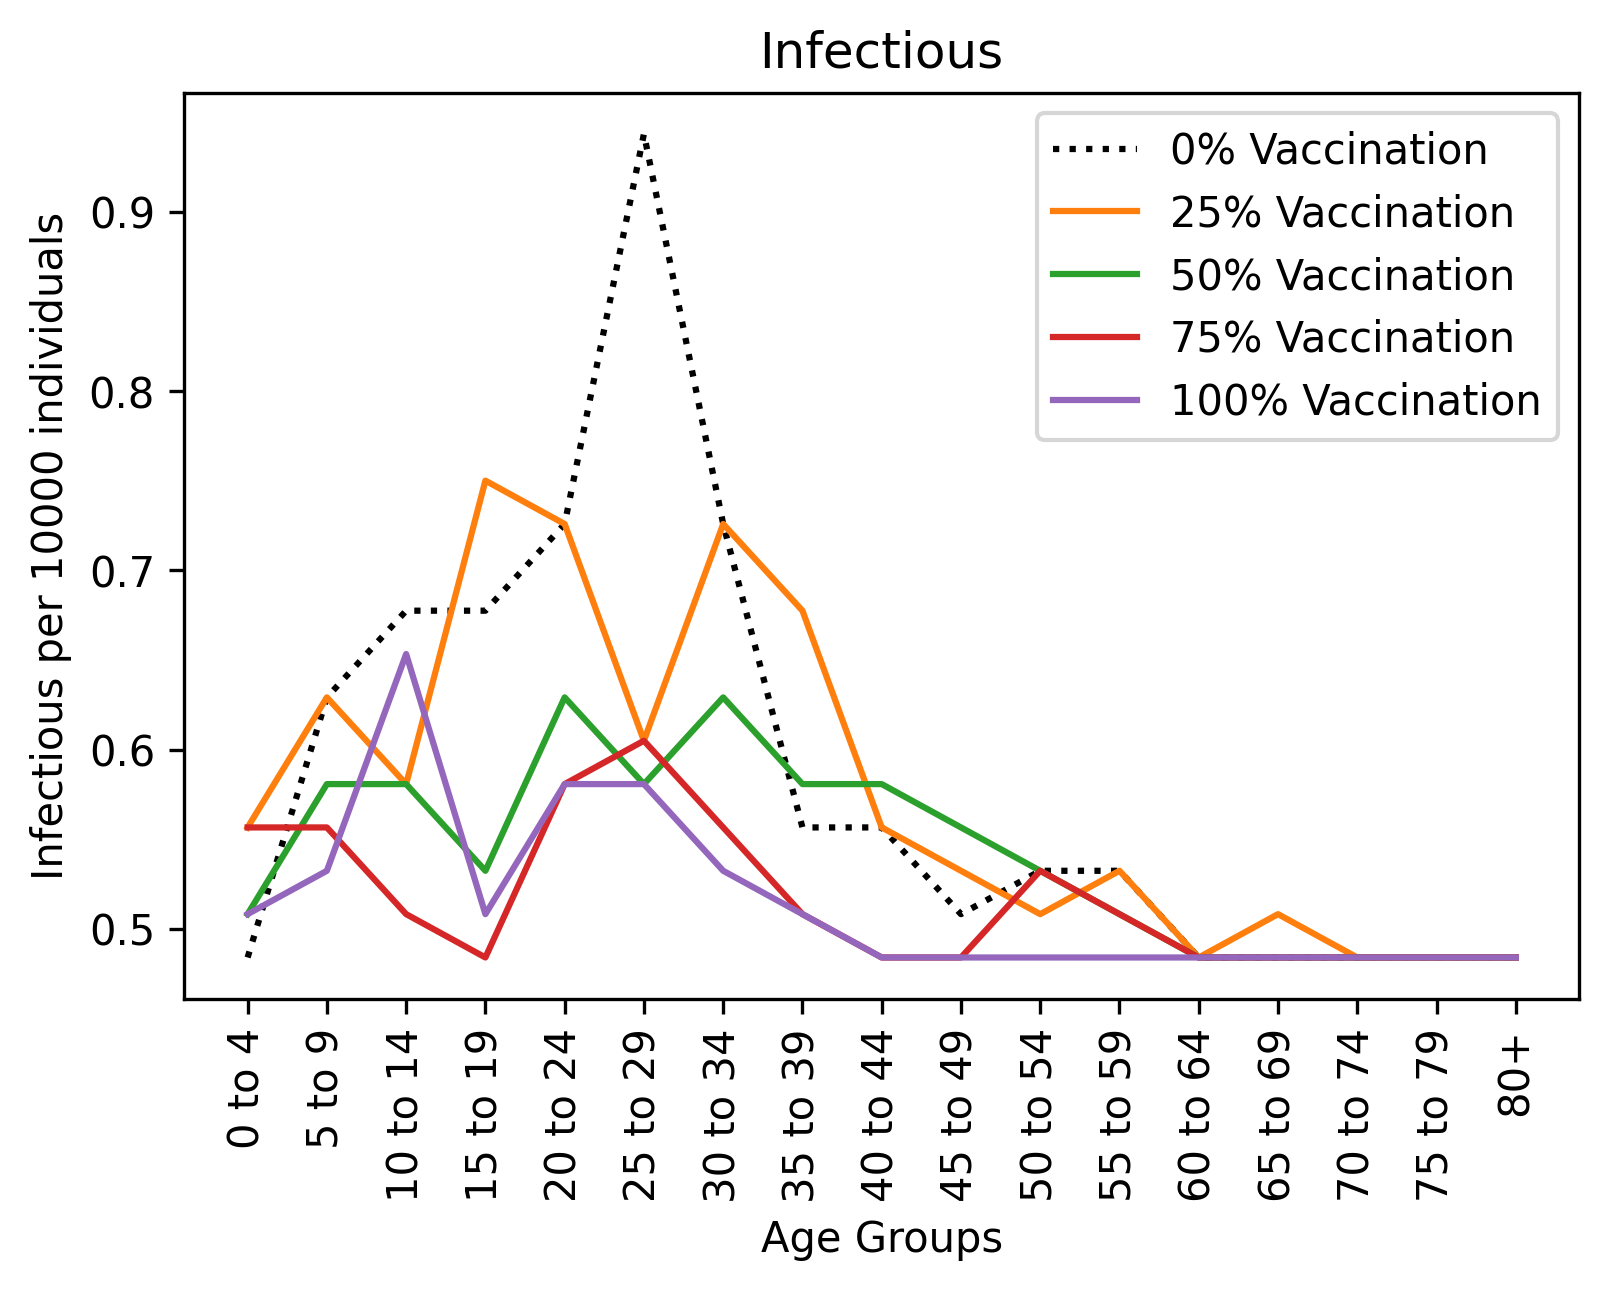 Infectious
Infectious per 10000 individuals
0.9
0.8
0.7
0.6
0.5
0% Vaccination
25% Vaccination
50% Vaccination
75% Vaccination
100% Vaccination
0 to 4
5 to 9
10 to 14
15 to 19
20 to 24
25 to 29
30 to 34
35 to 39
40 to 44
45 to 49
50 to 54
55 to 59
60 to 64
65 to 69
70 to 74
75 to 79
80+
Age Groups